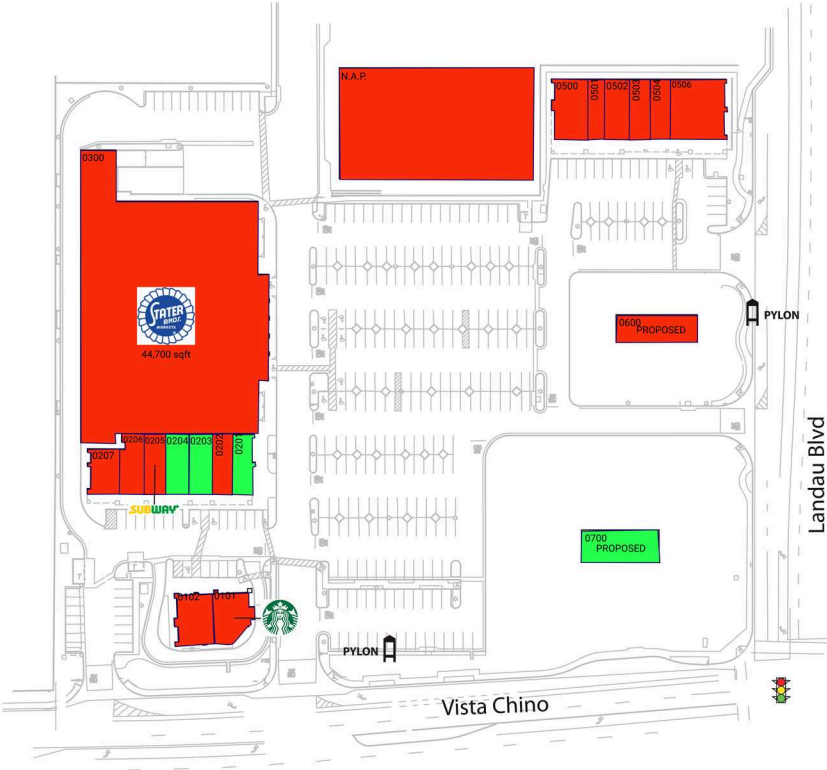 N.A.P.
0500
0501
0502
0503
0504
0506
0300
STATER
BROS.
MARKETS
44,700 sqft
0600
PROPOSED
PYLON
0207
0206
0205
0204
0203
0202
0201
SUBWAY
Landau Blvd
0700
PROPOSED
0102
0101
PYLON
Vista Chino